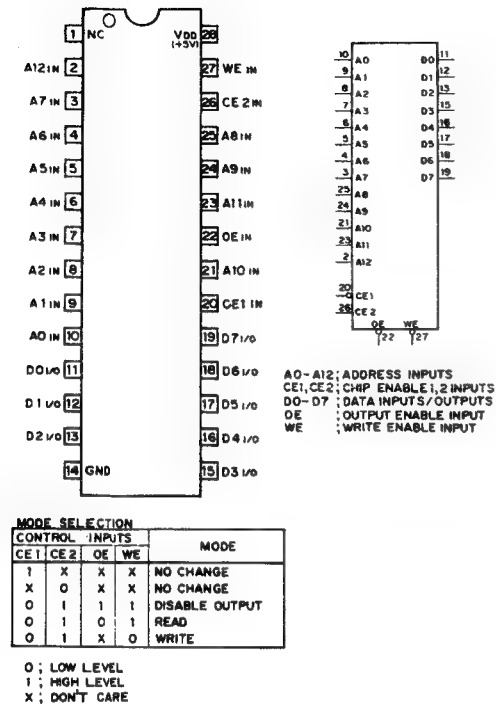 1 NC VDD 28
(+5V)
A12 IN 2 27 WE IN
A7 IN 3 26 CE 2 IN
A6 IN 4 25 A8 IN
A5 IN 5 24 A9 IN
A4 IN 6 23 A11 IN
A3 IN 7 22 OE IN
A2 IN 8 21 A10 IN
A1 IN 9 20 CE1 IN
A0 IN 10 19 D7 I/O
D0 I/O 11 18 D6 I/O
D1 I/O 12 17 D5 I/O
D2 I/O 13 16 D4 I/O
14 GND 15 D3 I/O
10 A0 D0 11
9 A1 D1 12
8 A2 D2 13
7 A3 D3 15
6 A4 D4 16
5 A5 D5 17
4 A6 D6 18
3 A7 D7 19
25 A8
24 A9
21 A10
23 A11
2 A12
20 CE1
26 CE2
OE WE
22 27
A0-A12; ADDRESS INPUTS
CE1,CE2; CHIP ENABLE 1,2 INPUTS
D0-D7 ; DATA INPUTS/OUTPUTS
OE ; OUTPUT ENABLE INPUT
WE ; WRITE ENABLE INPUT
MODE SELECTION
CONTROL INPUTS MODE
CE1 CE2 OE WE
1 X X X NO CHANGE
X 0 X X NO CHANGE
0 1 1 1 DISABLE OUTPUT
0 1 0 1 READ
0 1 X 0 WRITE
0 ; LOW LEVEL
1 ; HIGH LEVEL
X ; DON'T CARE